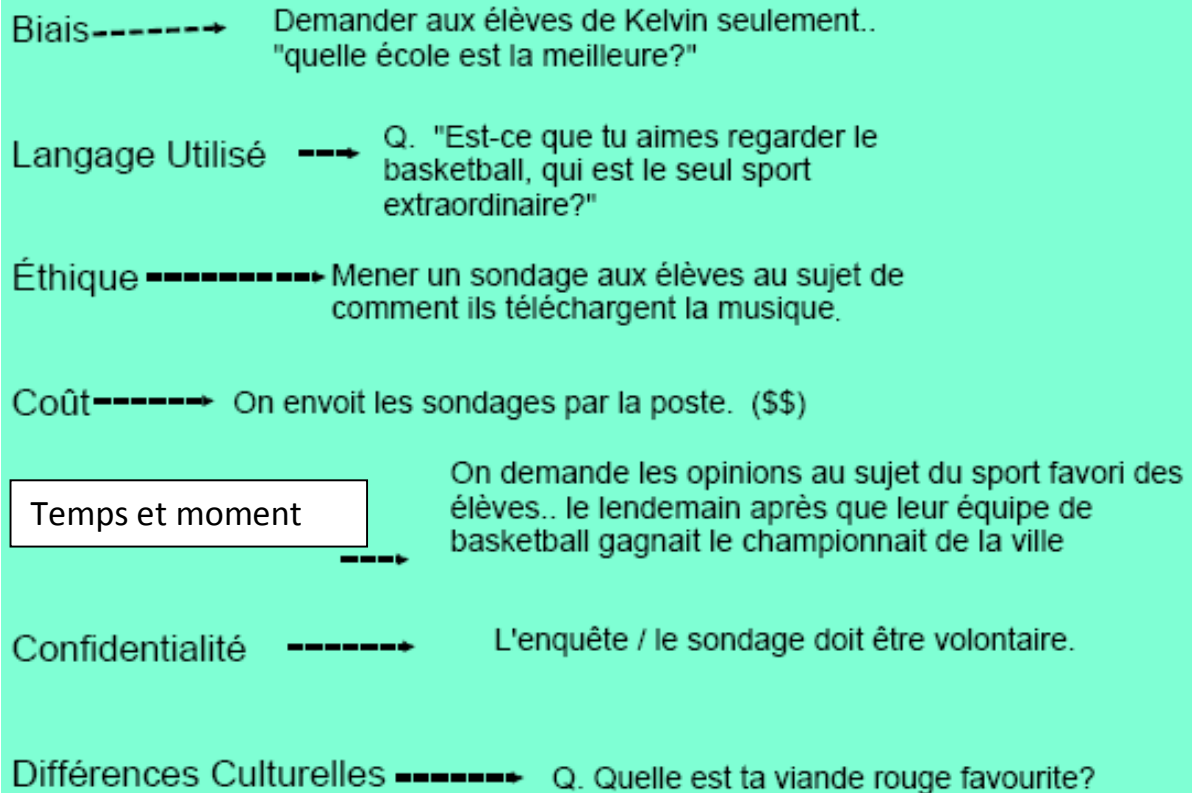 Biais
Demander aux élèves de Kelvin seulement..
"quelle école est la meilleure?"
Langage Utilisé
Q.  "Est-ce que tu aimes regarder le
basketball, qui est le seul sport
extraordinaire?"
Éthique
Mener un sondage aux élèves au sujet de
comment ils téléchargent la musique.
Coût
On envoit les sondages par la poste.  ($$)
Temps et moment
On demande les opinions au sujet du sport favori des
élèves.. le lendemain après que leur équipe de
basketball gagnait le championnait de la ville
Confidentialité
L'enquête / le sondage doit être volontaire.
Différences Culturelles
Q. Quelle est ta viande rouge favourite?